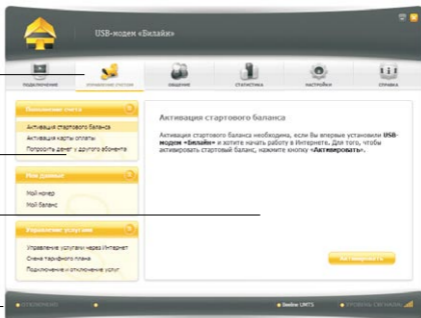 USB-модем «Билайн»
ПОДКЛЮЧЕНИЕ
УПРАВЛЕНИЕ СЧЕТОМ
ОБЩЕНИЕ
СТАТИСТИКА
НАСТРОЙКИ
СПРАВКА
Пополнение счета
Активация стартового баланса
Активация карты оплаты
Попросить денег у другого абонента
Мои данные
Мой номер
Мой баланс
Управление услугами
Управление услугами через Интернет
Смена тарифного плана
Подключение и отключение услуг
Активация стартового баланса
Активация стартового баланса необходима, если Вы впервые установили USB-
модем «Билайн» и хотите начать работу в Интернете. Для того, чтобы
активировать стартовый баланс, нажмите кнопку «Активировать».
Активировать
ОТКЛЮЧЕНО
Beeline UMTS
УРОВЕНЬ СИГНАЛА